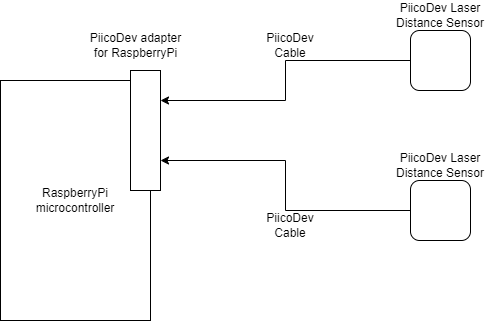 PiicoDev Laser
Distance Sensor
PiicoDev adapter
for RaspberryPi
PiicoDev
Cable
PiicoDev Laser
Distance Sensor
RaspberryPi
microcontroller
PiicoDev
Cable